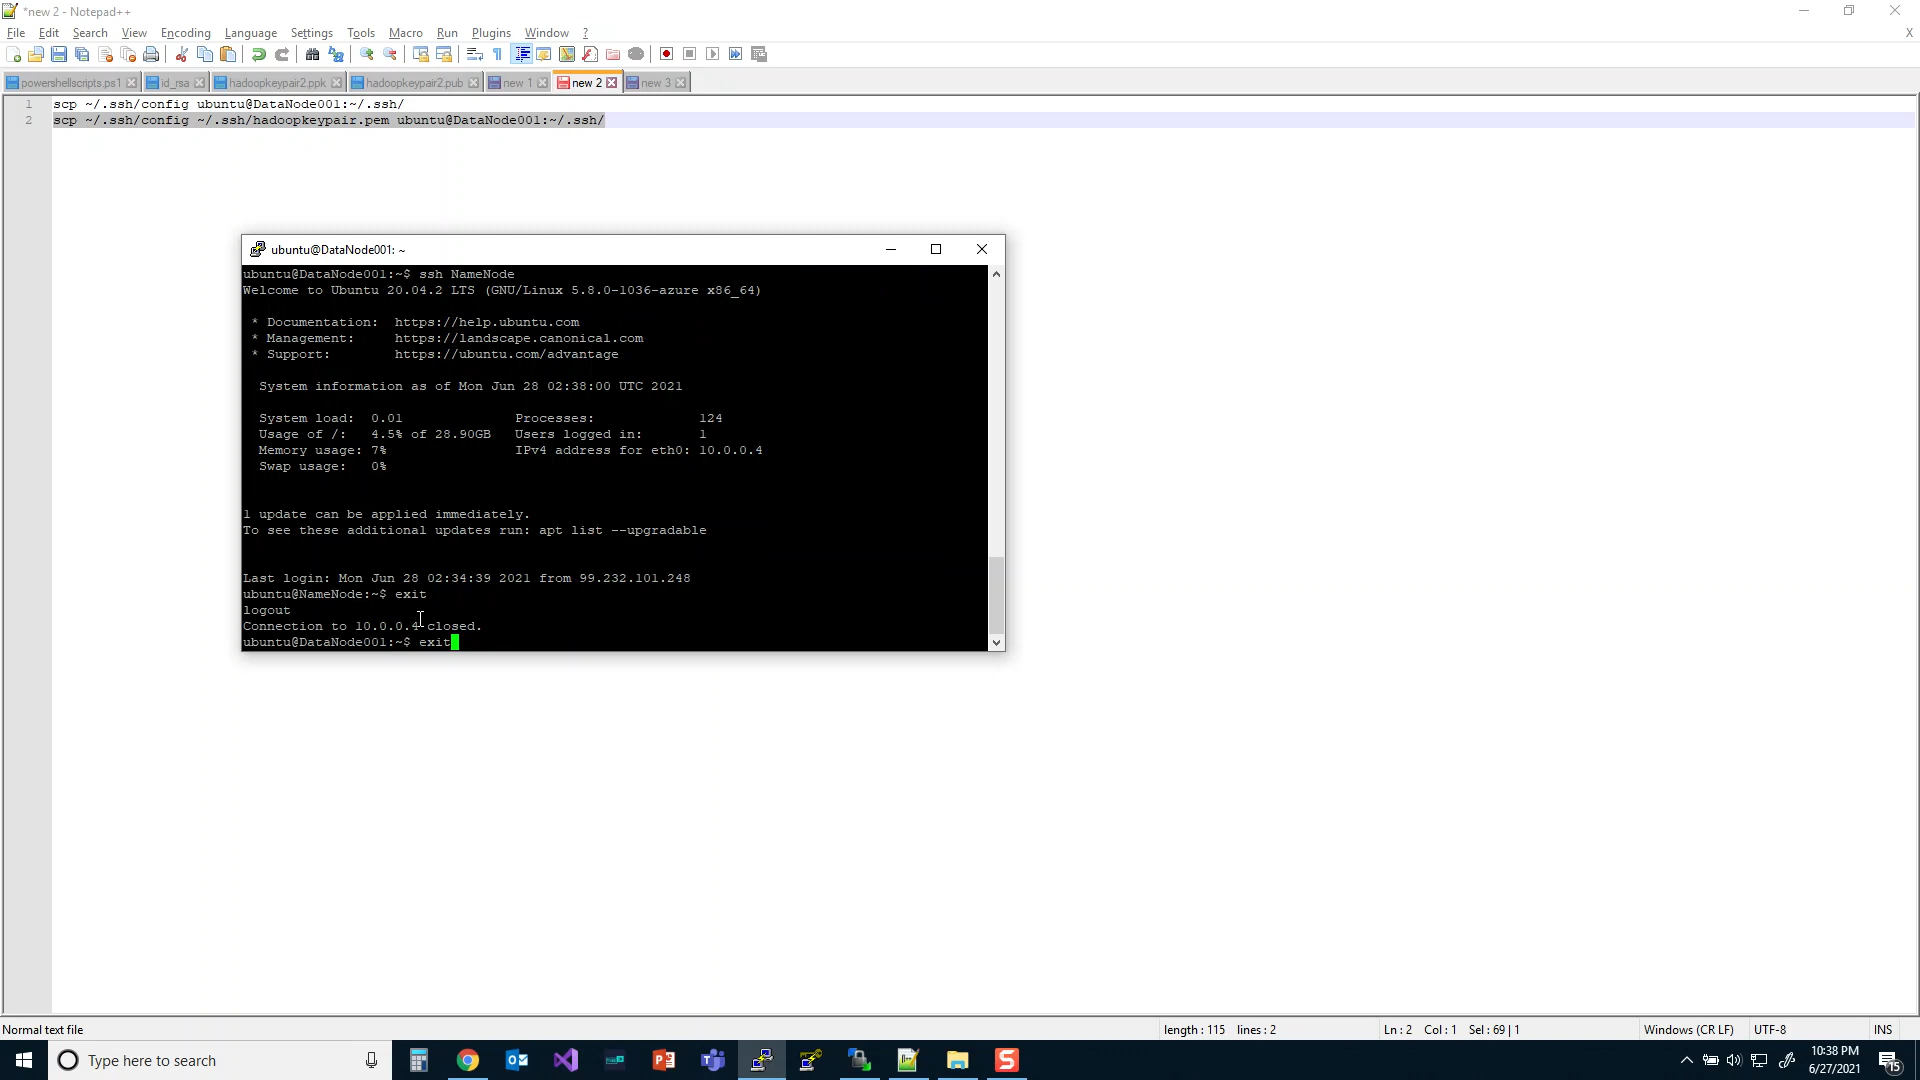 *new 2 - Notepad++
File Edit Search View Encoding Language Settings Tools Macro Run Plugins Window ? X
powershellscripts.ps1 id_rsa hadoopkeypair2.ppk hadoopkeypair2.pub new 1 new 2 new 3
1 scp ~/.ssh/config ubuntu@DataNode001:~/.ssh/
2 scp ~/.ssh/config ~/.ssh/hadoopkeypair.pem ubuntu@DataNode001:~/.ssh/
ubuntu@DataNode001: ~
ubuntu@DataNode001:~$ ssh NameNode
Welcome to Ubuntu 20.04.2 LTS (GNU/Linux 5.8.0-1036-azure x86_64)
* Documentation: https://help.ubuntu.com
* Management: https://landscape.canonical.com
* Support: https://ubuntu.com/advantage
System information as of Mon Jun 28 02:38:00 UTC 2021
System load: 0.01 Processes: 124
Usage of /: 4.5% of 28.90GB Users logged in: 1
Memory usage: 7% IPv4 address for eth0: 10.0.0.4
Swap usage: 0%
1 update can be applied immediately.
To see these additional updates run: apt list --upgradable
Last login: Mon Jun 28 02:34:39 2021 from 99.232.101.248
ubuntu@NameNode:~$ exit
logout
Connection to 10.0.0.4 closed.
ubuntu@DataNode001:~$ exit
Normal text file length : 115 lines : 2 Ln : 2 Col : 1 Sel : 69 | 1 Windows (CR LF) UTF-8 INS
Type here to search
10:38 PM
6/27/2021
15